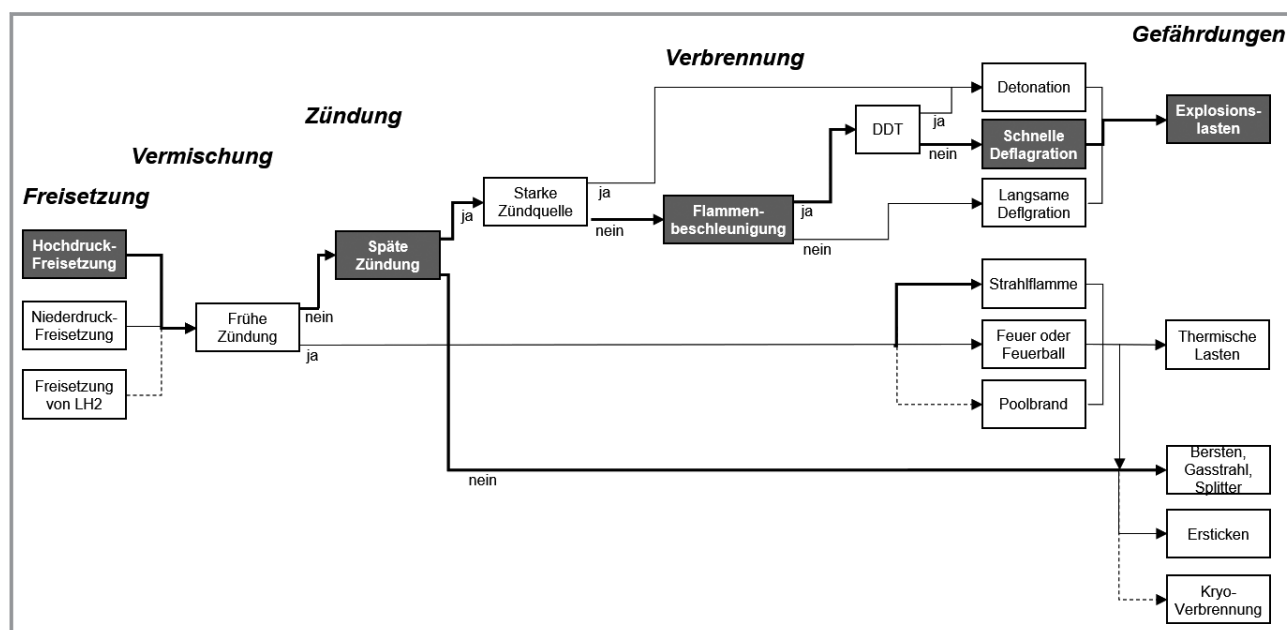 Gefährdungen
Verbrennung
Zündung
Vermischung
Freisetzung
Hochdruck-
Freisetzung
Niederdruck-
Freisetzung
Freisetzung
von LH2
Frühe
Zündung
nein
ja
Späte
Zündung
ja
nein
Starke
Zündquelle
ja
nein
Flammen-
beschleunigung
ja
nein
DDT
ja
nein
Detonation
Schnelle
Deflagration
Langsame
Deflgration
Strahlflamme
Feuer oder
Feuerball
Poolbrand
Explosions-
lasten
Thermische
Lasten
Bersten,
Gasstrahl,
Splitter
Ersticken
Kryo-
Verbrennung